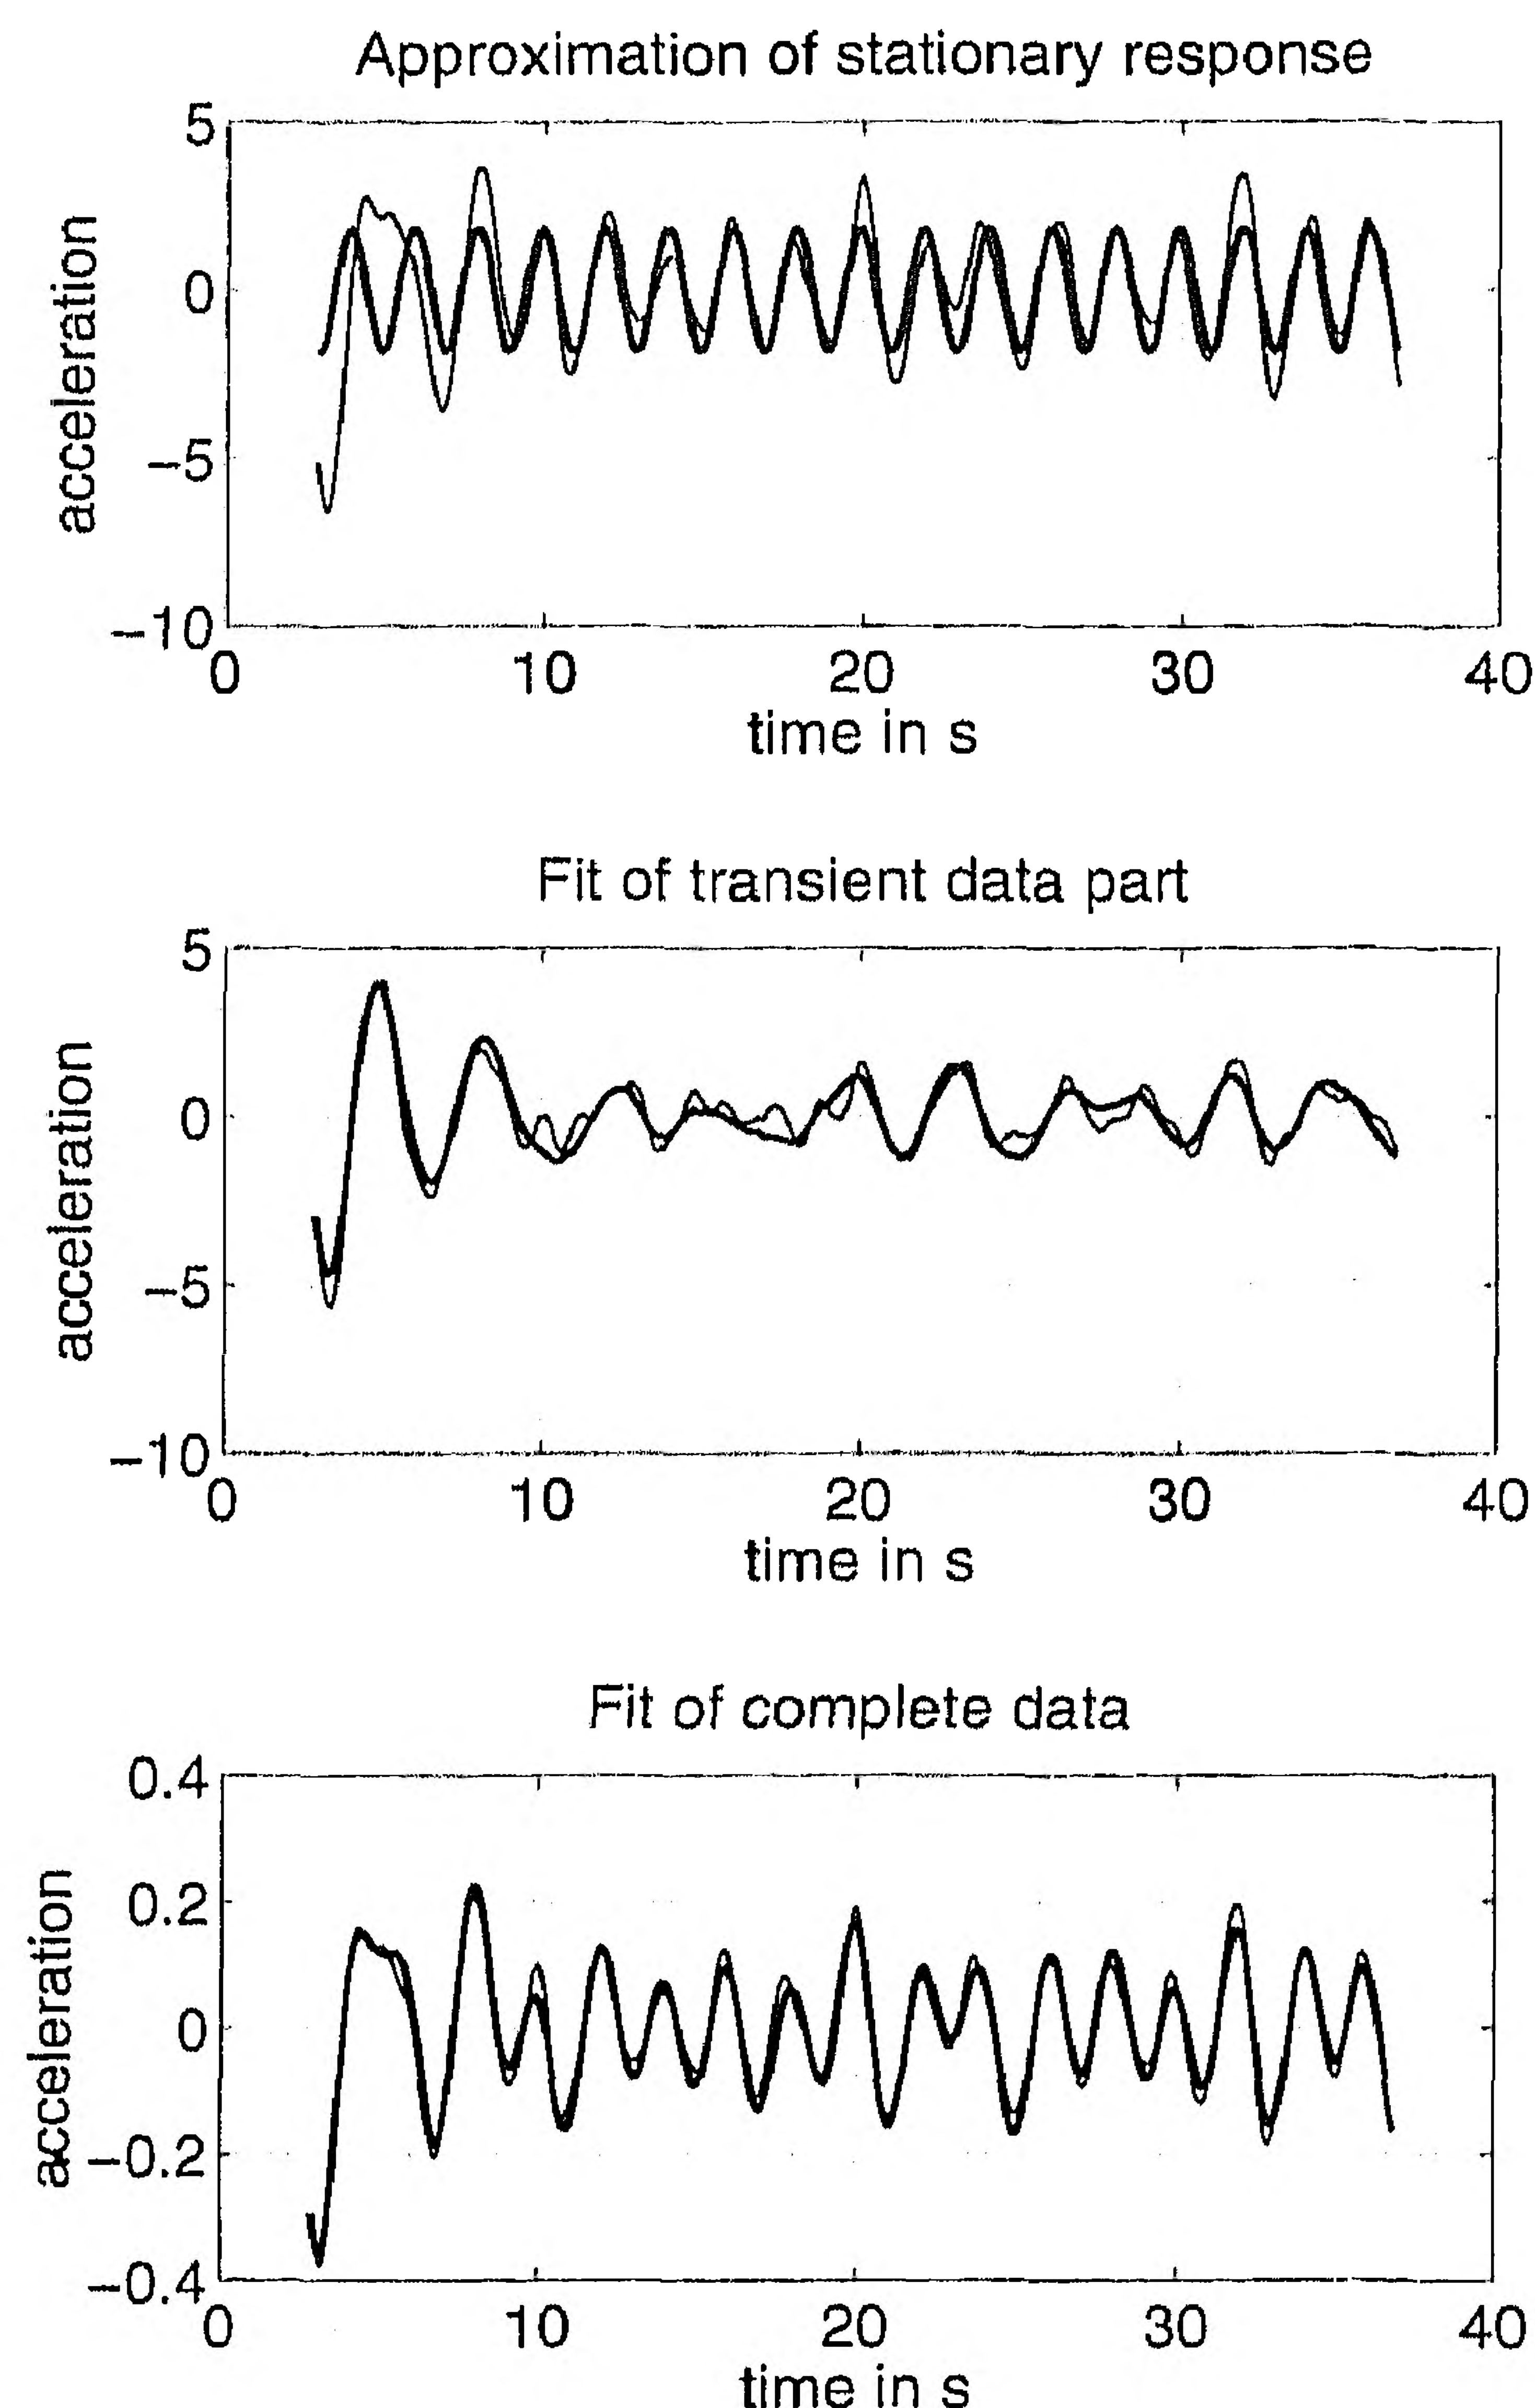 Approximation of stationary response
5
0
−5
−10
acceleration
0 10 20 30 40
time in s
Fit of transient data part
5
0
−5
−10
acceleration
0 10 20 30 40
time in s
Fit of complete data
0.4
0.2
0
−0.2
−0.4
acceleration
0 10 20 30 40
time in s